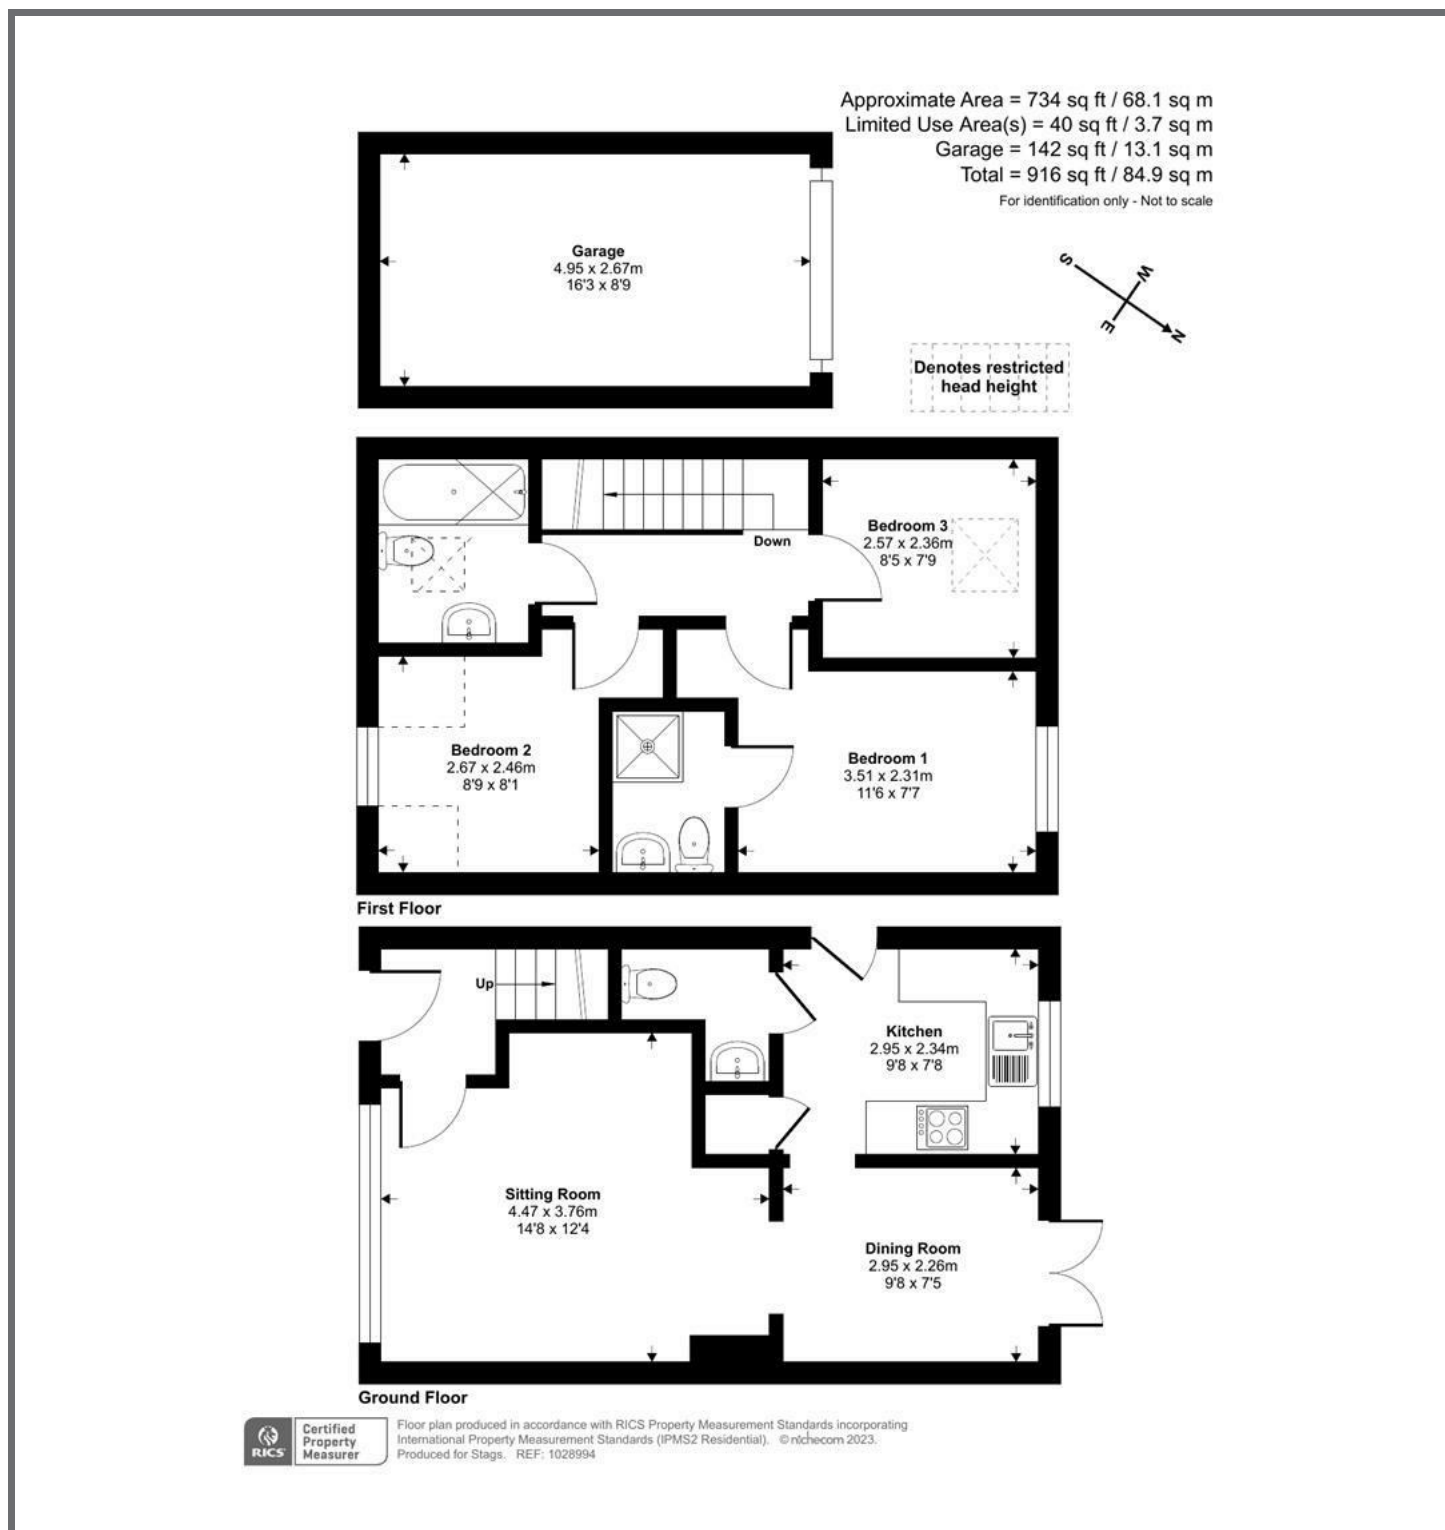 Approximate Area = 734 sq ft / 68.1 sq m
Limited Use Area(s) = 40 sq ft / 3.7 sq m
Garage = 142 sq ft / 13.1 sq m
Total = 916 sq ft / 84.9 sq m
For identification only - Not to scale
Garage
4.95 x 2.67m
16'3 x 8'9
S
W
E
N
Denotes restricted
head height
Down
Bedroom 3
2.57 x 2.36m
8'5 x 7'9
Bedroom 2
2.67 x 2.46m
8'9 x 8'1
Bedroom 1
3.51 x 2.31m
11'6 x 7'7
First Floor
Up
Kitchen
2.95 x 2.34m
9'8 x 7'8
Sitting Room
4.47 x 3.76m
14'8 x 12'4
Dining Room
2.95 x 2.26m
9'8 x 7'5
Ground Floor
RICS
Certified
Property
Measurer
Floor plan produced in accordance with RICS Property Measurement Standards incorporating
International Property Measurement Standards (IPMS2 Residential). © nichecom 2023.
Produced for Stags. REF: 1028994